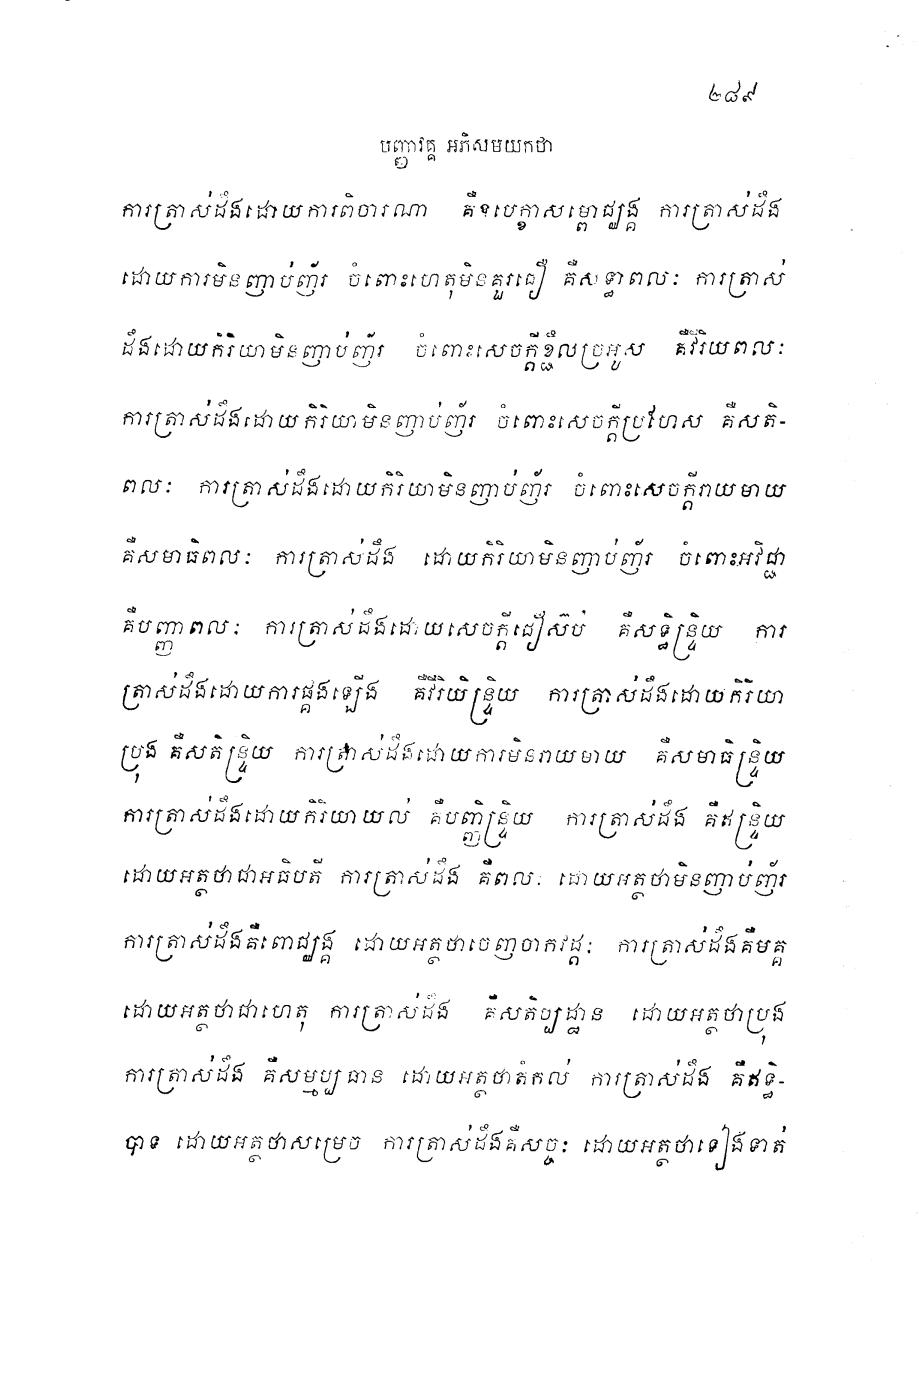 ២៨៩
បញ្ញាវគ្គ អភិសមយកថា
ការត្រាស់ដឹងដោយការពិចារណា គឺឧបេក្ខាសម្ពោជ្ឈង្គ ការត្រាស់ដឹង
ដោយការមិនញាប់ញ័រ ចំពោះហេតុមិនគួរជឿ គឺសទ្ធាពលៈ ការត្រាស់
ដឹងដោយកិរិយាមិនញាប់ញ័រ ចំពោះសេចក្តីខ្ជិលច្រអូស គឺវីរិយពលៈ
ការត្រាស់ដឹងដោយកិរិយាមិនញាប់ញ័រ ចំពោះសេចក្តីប្រហែស គឺសតិ-
ពលៈ ការត្រាស់ដឹងដោយកិរិយាមិនញាប់ញ័រ ចំពោះសេចក្តីរាយមាយ
គឺសមាធិពលៈ ការត្រាស់ដឹង ដោយកិរិយាមិនញាប់ញ័រ ចំពោះអវិជ្ជា
គឺបញ្ញាពលៈ ការត្រាស់ដឹងដោយសេចក្តីជឿស៊ប់ គឺសទ្ធិន្ទ្រិយ ការ
ត្រាស់ដឹងដោយការផ្គងឡើង គឺវីរិយិន្ទ្រិយ ការត្រាស់ដឹងដោយកិរិយា
ប្រុង គឺសតិន្ទ្រិយ ការត្រាស់ដឹងដោយការមិនរាយមាយ គឺសមាធិន្ទ្រិយ
ការត្រាស់ដឹងដោយកិរិយាយល់ គឺបញ្ញិន្ទ្រិយ ការត្រាស់ដឹង គឺឥន្ទ្រិយ
ដោយអត្ថថាជាអធិបតី ការត្រាស់ដឹង គឺពលៈ ដោយអត្ថថាមិនញាប់ញ័រ
ការត្រាស់ដឹងគឺពោជ្ឈង្គ ដោយអត្ថថាចេញចាកវដ្តៈ ការត្រាស់ដឹងគឺមគ្គ
ដោយអត្ថថាជាហេតុ ការត្រាស់ដឹង គឺសតិប្បដ្ឋាន ដោយអត្ថថាប្រុង
ការត្រាស់ដឹង គឺសម្មប្បធាន ដោយអត្ថថាតំកល់ ការត្រាស់ដឹង គឺឥទ្ធិ-
បាទ ដោយអត្ថថាសម្រេច ការត្រាស់ដឹងគឺសច្ចៈ ដោយអត្ថថាទៀងទាត់